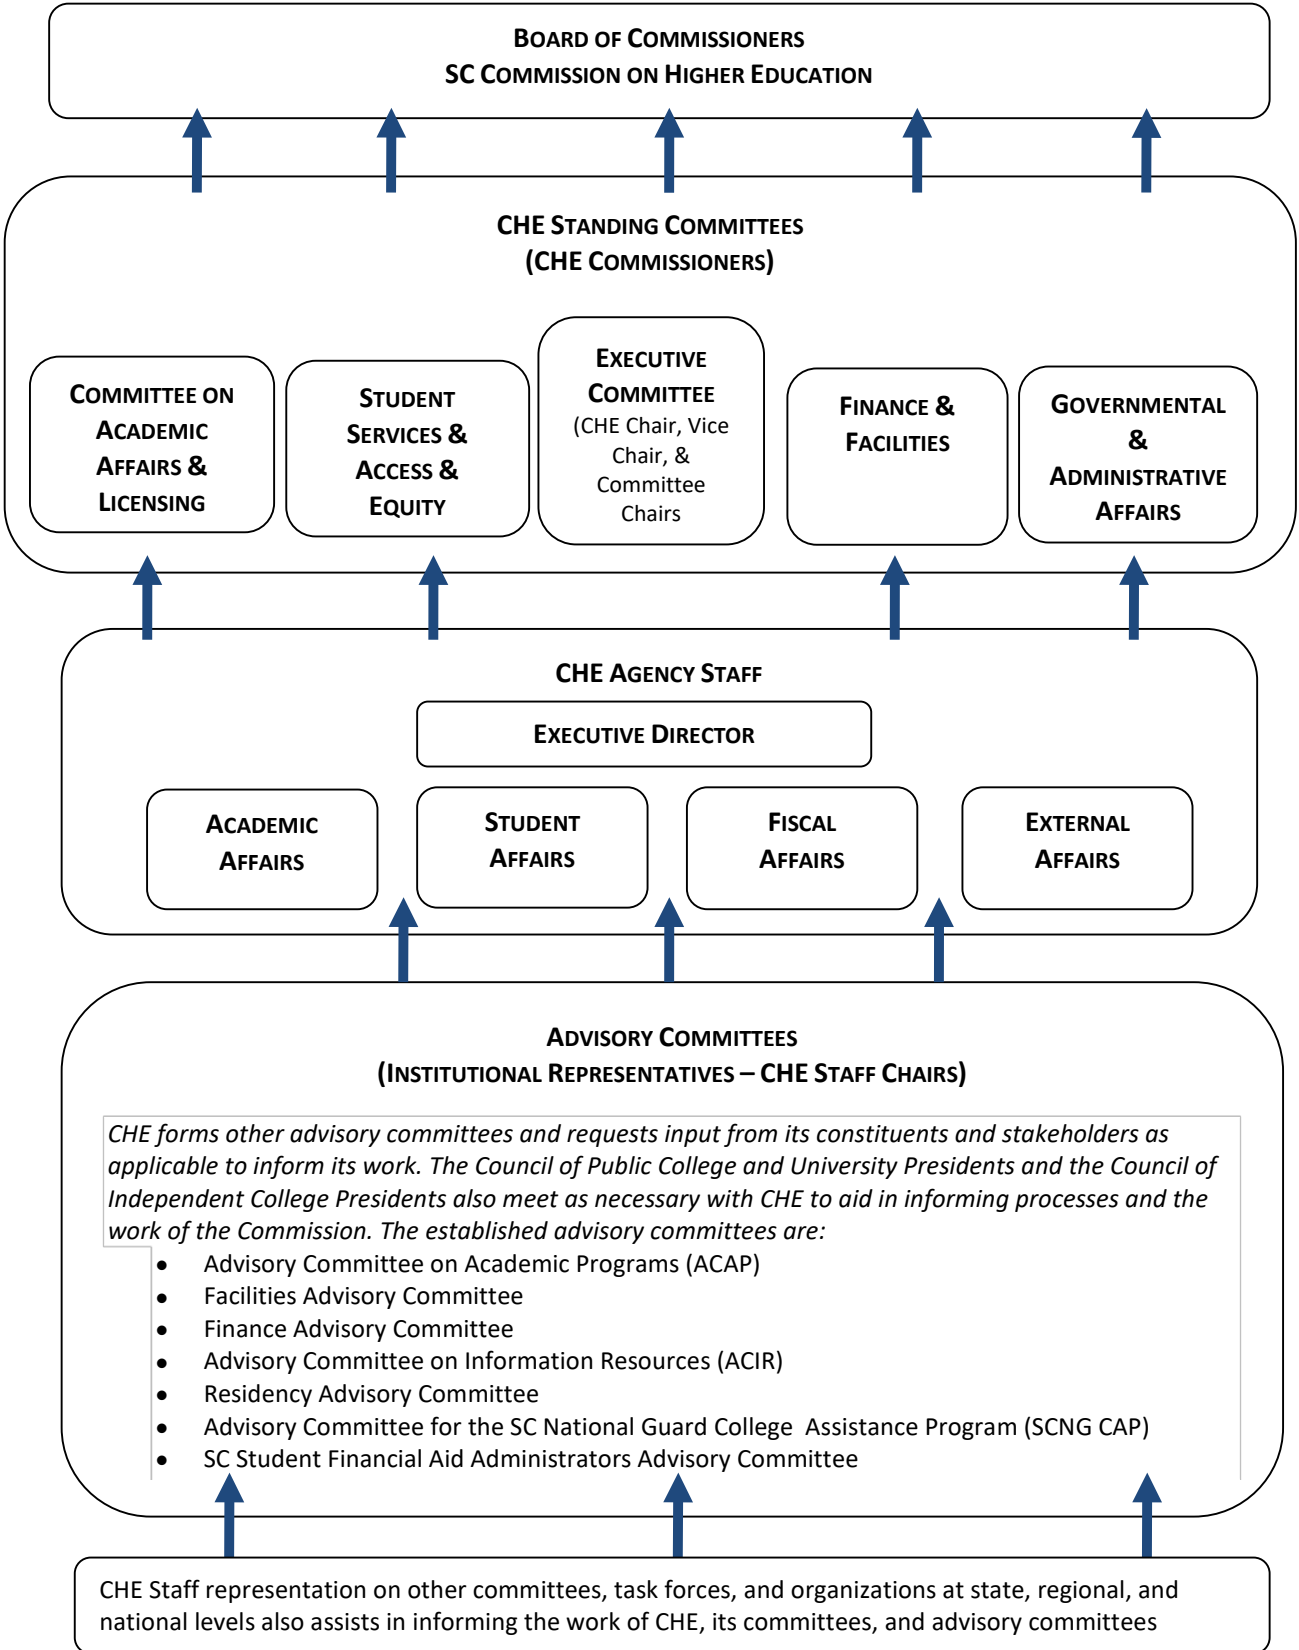 BOARD OF COMMISSIONERS
SC COMMISSION ON HIGHER EDUCATION
CHE STANDING COMMITTEES
(CHE COMMISSIONERS)
COMMITTEE ON
ACADEMIC
AFFAIRS &
LICENSING
STUDENT
SERVICES &
ACCESS &
EQUITY
EXECUTIVE
COMMITTEE
(CHE Chair, Vice
Chair, &
Committee
Chairs
FINANCE &
FACILITIES
GOVERNMENTAL
&
ADMINISTRATIVE
AFFAIRS
CHE AGENCY STAFF
EXECUTIVE DIRECTOR
ACADEMIC
AFFAIRS
STUDENT
AFFAIRS
FISCAL
AFFAIRS
EXTERNAL
AFFAIRS
ADVISORY COMMITTEES
(INSTITUTIONAL REPRESENTATIVES – CHE STAFF CHAIRS)
CHE forms other advisory committees and requests input from its constituents and stakeholders as
applicable to inform its work. The Council of Public College and University Presidents and the Council of
Independent College Presidents also meet as necessary with CHE to aid in informing processes and the
work of the Commission. The established advisory committees are:
• Advisory Committee on Academic Programs (ACAP)
• Facilities Advisory Committee
• Finance Advisory Committee
• Advisory Committee on Information Resources (ACIR)
• Residency Advisory Committee
• Advisory Committee for the SC National Guard College Assistance Program (SCNG CAP)
• SC Student Financial Aid Administrators Advisory Committee
CHE Staff representation on other committees, task forces, and organizations at state, regional, and
national levels also assists in informing the work of CHE, its committees, and advisory committees